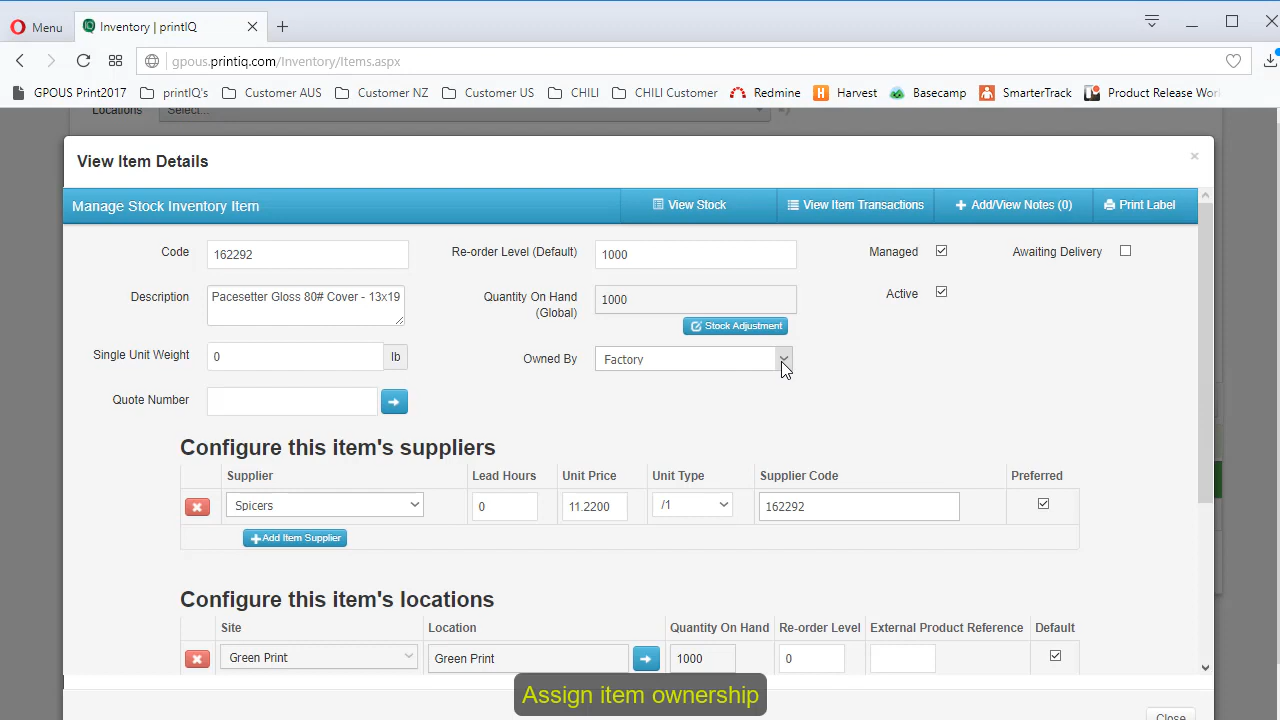 Menu
Inventory | printIQ
gpous.printiq.com/Inventory/Items.aspx
GPOUS Print2017 printIQ's Customer AUS Customer NZ Customer US CHILI CHILI Customer Redmine Harvest Basecamp SmarterTrack Product Release Wor
Locations Select...
View Item Details
×
Manage Stock Inventory Item View Stock View Item Transactions Add/View Notes (0) Print Label
Code 162292 Re-order Level (Default) 1000 Managed Awaiting Delivery
Description Pacesetter Gloss 80# Cover - 13x19 Quantity On Hand (Global) 1000 Active
Stock Adjustment
Single Unit Weight 0 lb Owned By Factory
Quote Number
Configure this item's suppliers
Supplier Lead Hours Unit Price Unit Type Supplier Code Preferred
Spicers 0 11.2200 /1 162292
Add Item Supplier
Configure this item's locations
Site Location Quantity On Hand Re-order Level External Product Reference Default
Green Print Green Print 1000 0
Assign item ownership
Close